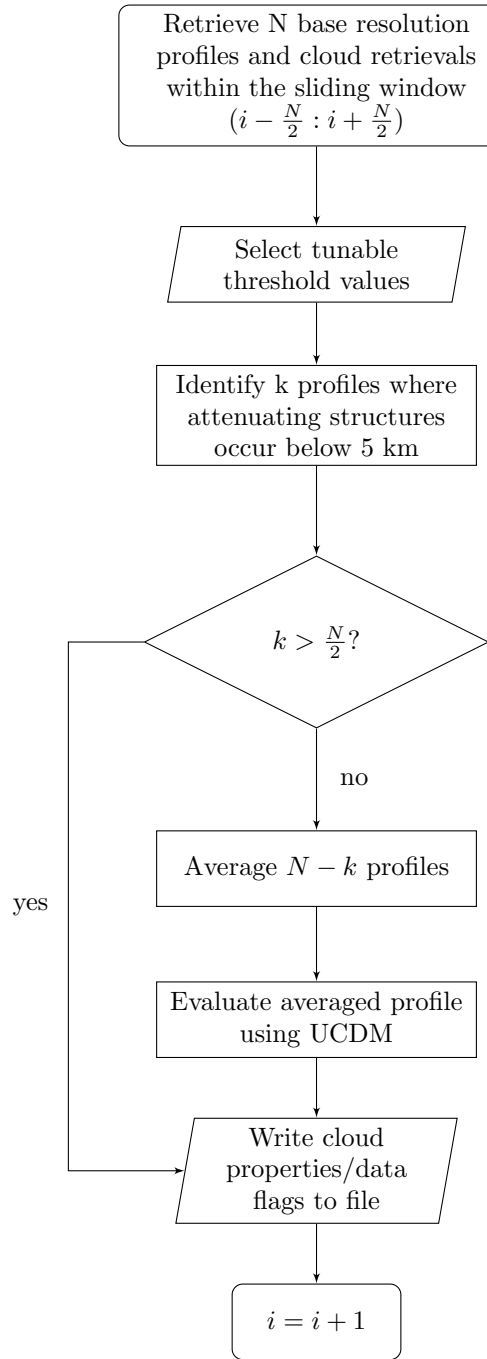 Retrieve N base resolution
profiles and cloud retrievals
within the sliding window
(i − N/2 : i + N/2)
Select tunable
threshold values
Identify k profiles where
attenuating structures
occur below 5 km
k > N/2?
no
Average N − k profiles
yes
Evaluate averaged profile
using UCDM
Write cloud
properties/data
flags to file
i = i + 1